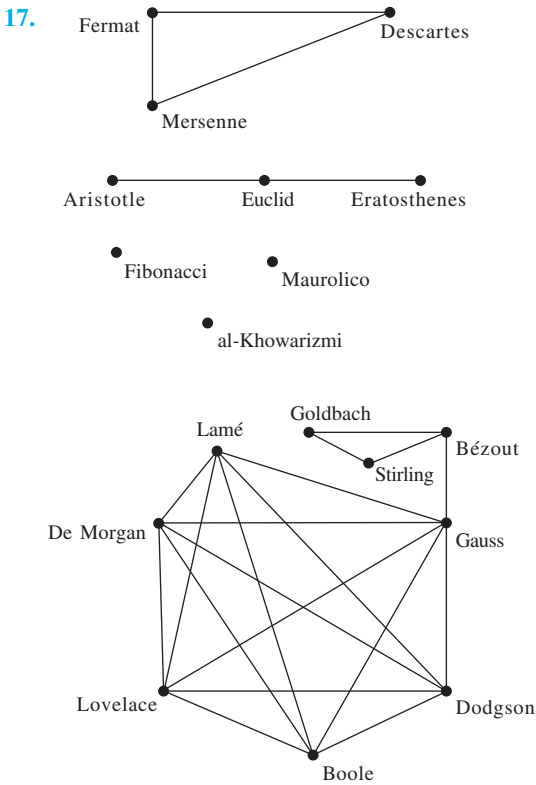 17.
Fermat
Descartes
Mersenne
Aristotle Euclid Eratosthenes
Fibonacci
Maurolico
al-Khowarizmi
Goldbach
Lamé
Bézout
Stirling
De Morgan
Gauss
Lovelace
Dodgson
Boole